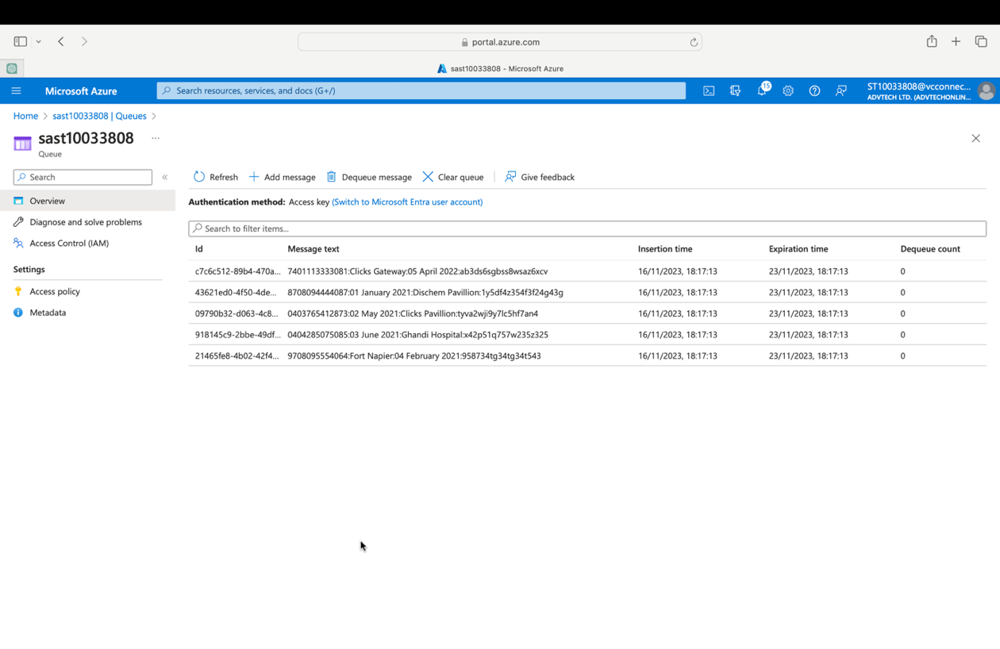 portal.azure.com
sast10033808 - Microsoft Azure
Microsoft Azure
Search resources, services, and docs (G+/)
15
ST10033808@vcconnec...
ADVTECH LTD. (ADVTECHONLIN...
Home > sast10033808 | Queues >
sast10033808 ...
Queue
Search «
Refresh Add message Dequeue message Clear queue Give feedback
Overview
Diagnose and solve problems
Access Control (IAM)
Settings
Access policy
Metadata
Authentication method: Access key (Switch to Microsoft Entra user account)
Search to filter items...
Id Message text Insertion time Expiration time Dequeue count
c7c6c512-89b4-470a... 7401113333081:Clicks Gateway:05 April 2022:ab3ds6sgbss8wsaz6xcv 16/11/2023, 18:17:13 23/11/2023, 18:17:13 0
43621ed0-4f50-4de... 8708094444087:01 January 2021:Dischem Pavillion:1y5df4z354f3f24g43g 16/11/2023, 18:17:13 23/11/2023, 18:17:13 0
09790b32-d063-4c8... 0403765412873:02 May 2021:Clicks Pavillion:tyva2wji9y7lc5hf7an4 16/11/2023, 18:17:13 23/11/2023, 18:17:13 0
918145c9-2bbe-49df... 0404285075085:03 June 2021:Ghandi Hospital:x42p51q757w235z325 16/11/2023, 18:17:13 23/11/2023, 18:17:13 0
21465fe8-4b02-42f4... 9708095554064:Fort Napier:04 February 2021:958734tg34tg34t543 16/11/2023, 18:17:13 23/11/2023, 18:17:13 0